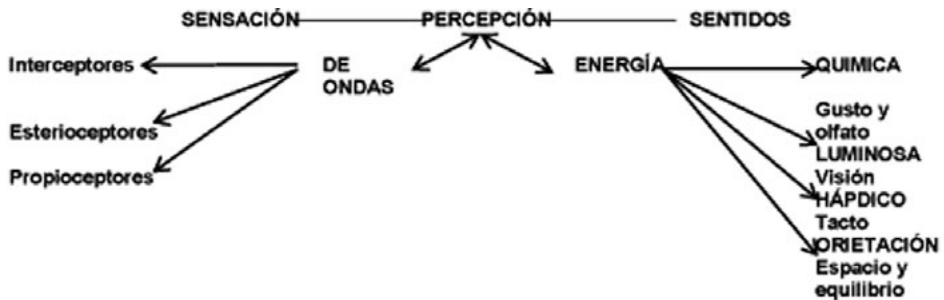 SENSACIÓN PERCEPCIÓN SENTIDOS
Interceptores
DE
ONDAS
ENERGÍA
QUIMICA
Gusto y
olfato
Esterioceptores
LUMINOSA
Visión
Propioceptores
HÁPDICO
Tacto
ORIETACIÓN
Espacio y
equilibrio